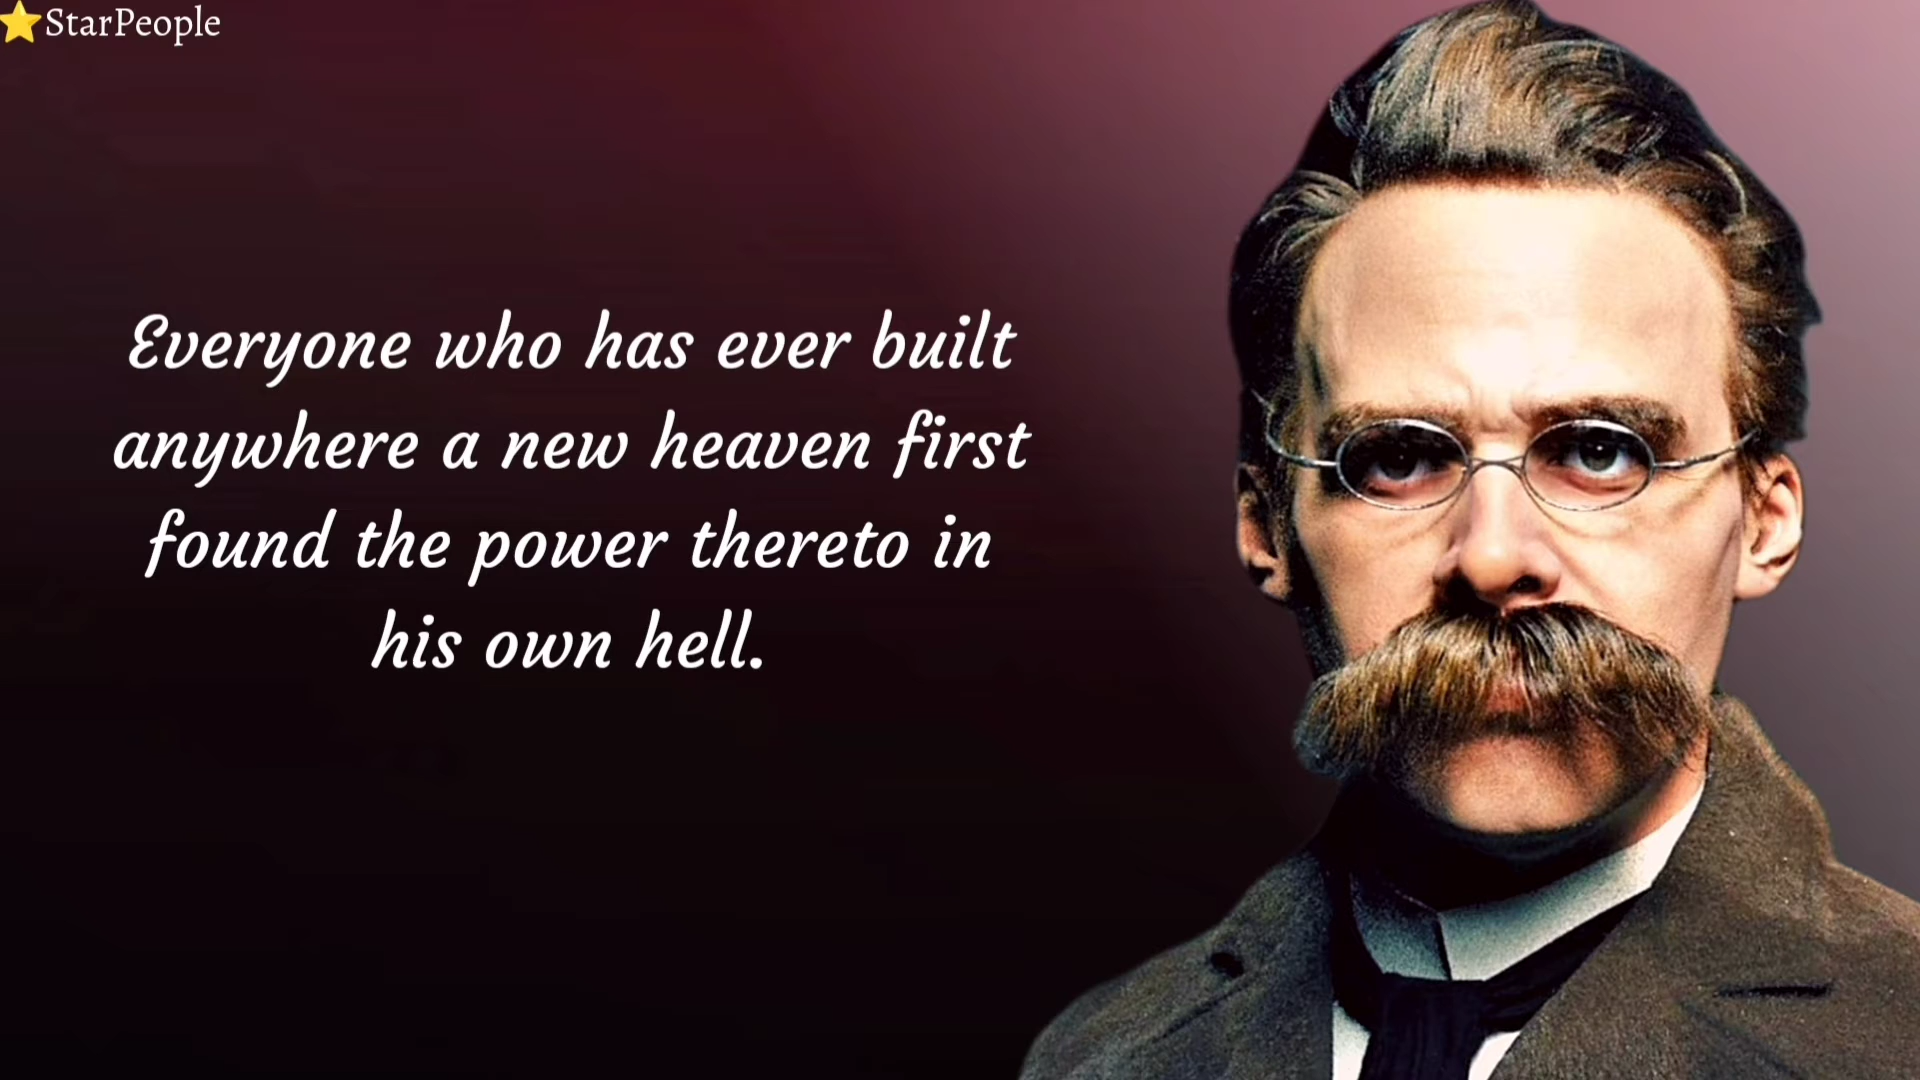 StarPeople
Everyone who has ever built
anywhere a new heaven first
found the power thereto in
his own hell.